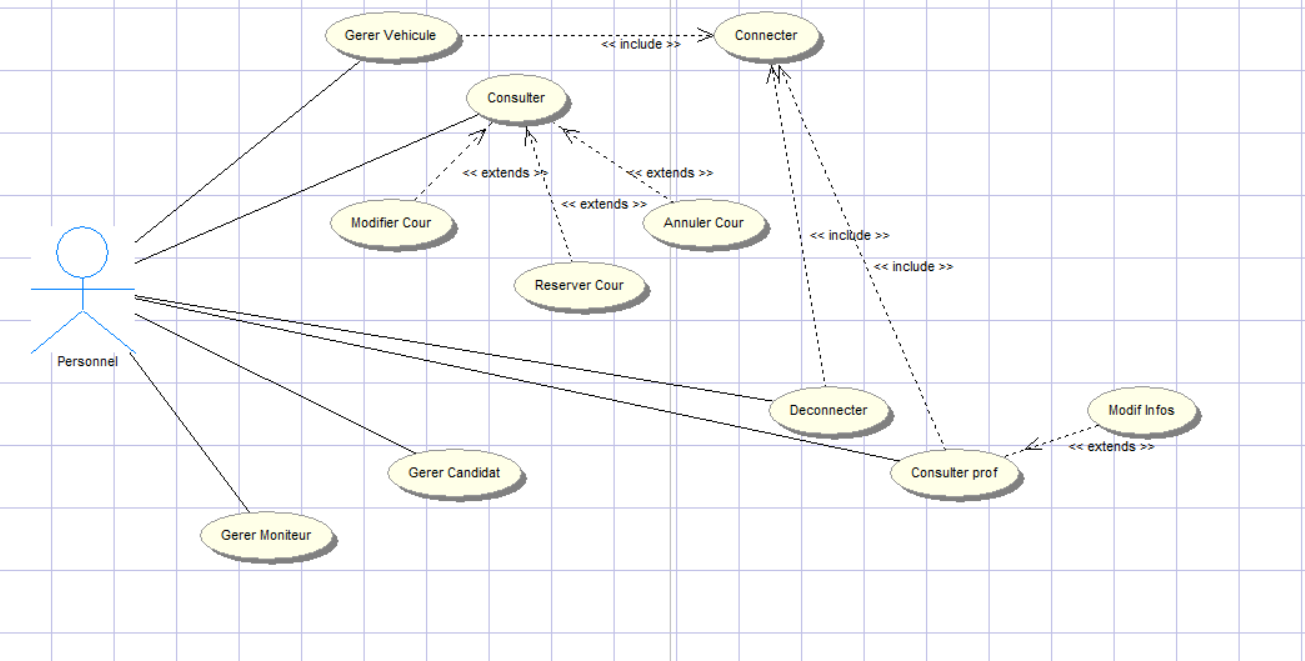 Gerer Vehicule
<< include >>
Connecter
Consulter
<< extends >>
<< extends >>
<< extends >>
Modifier Cour
Annuler Cour
<< include >>
<< include >>
Reserver Cour
Personnel
Deconnecter
Modif Infos
<< extends >>
Gerer Candidat
Consulter prof
Gerer Moniteur